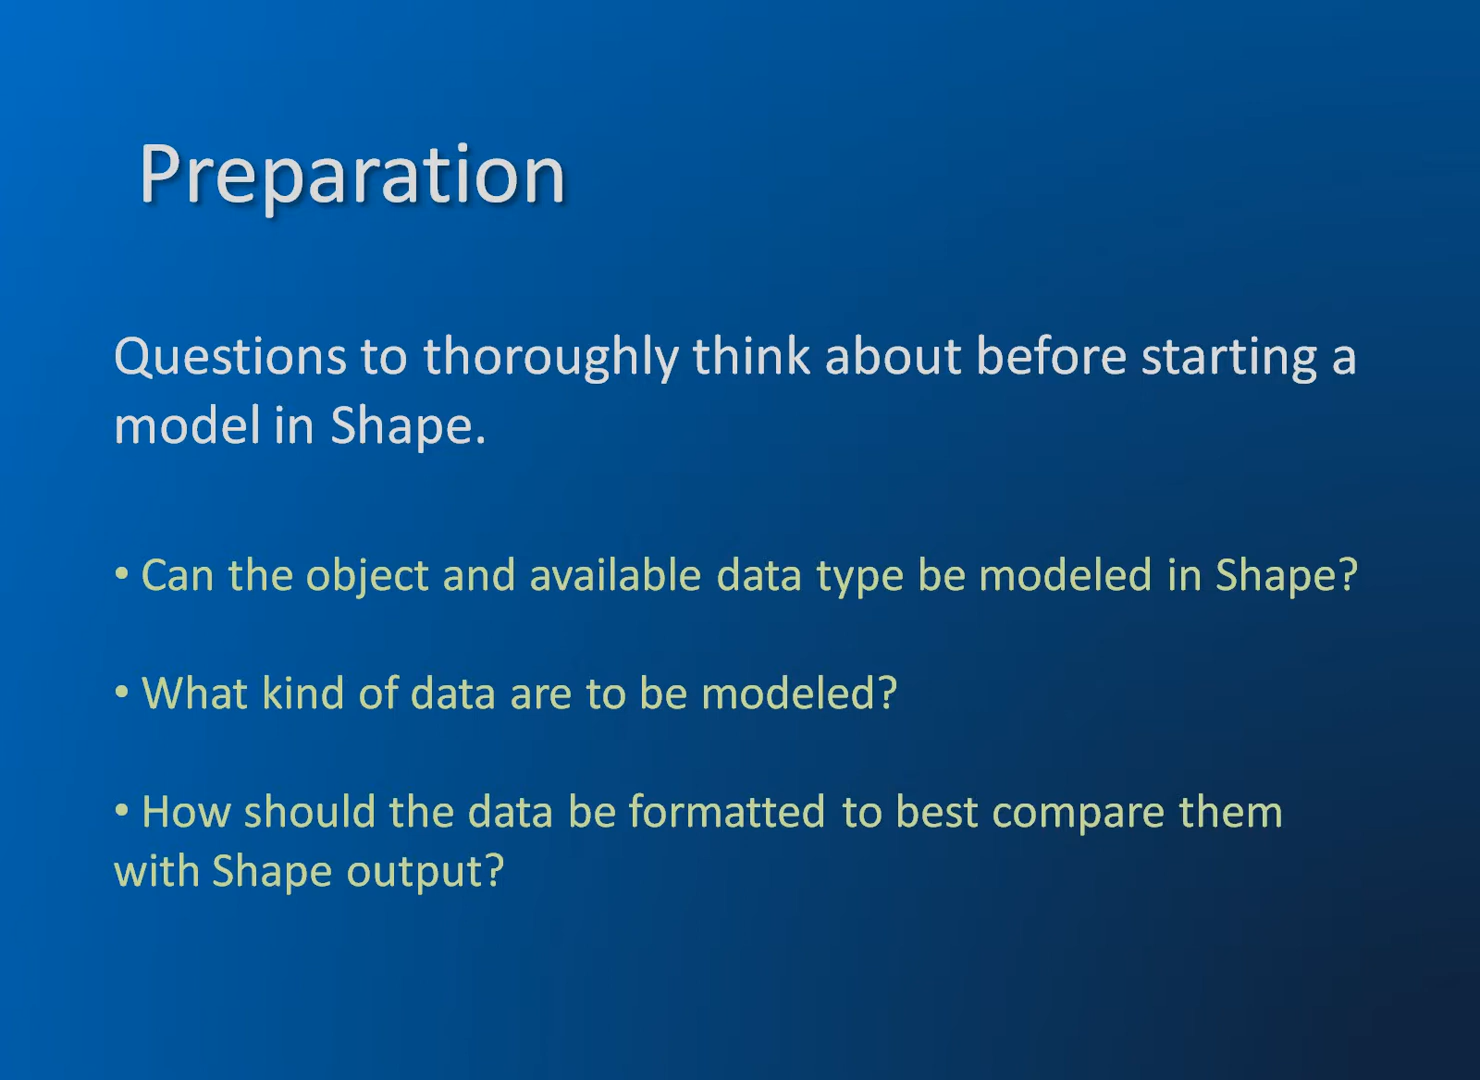 Preparation
Questions to thoroughly think about before starting a
model in Shape.
• Can the object and available data type be modeled in Shape?
• What kind of data are to be modeled?
• How should the data be formatted to best compare them
with Shape output?